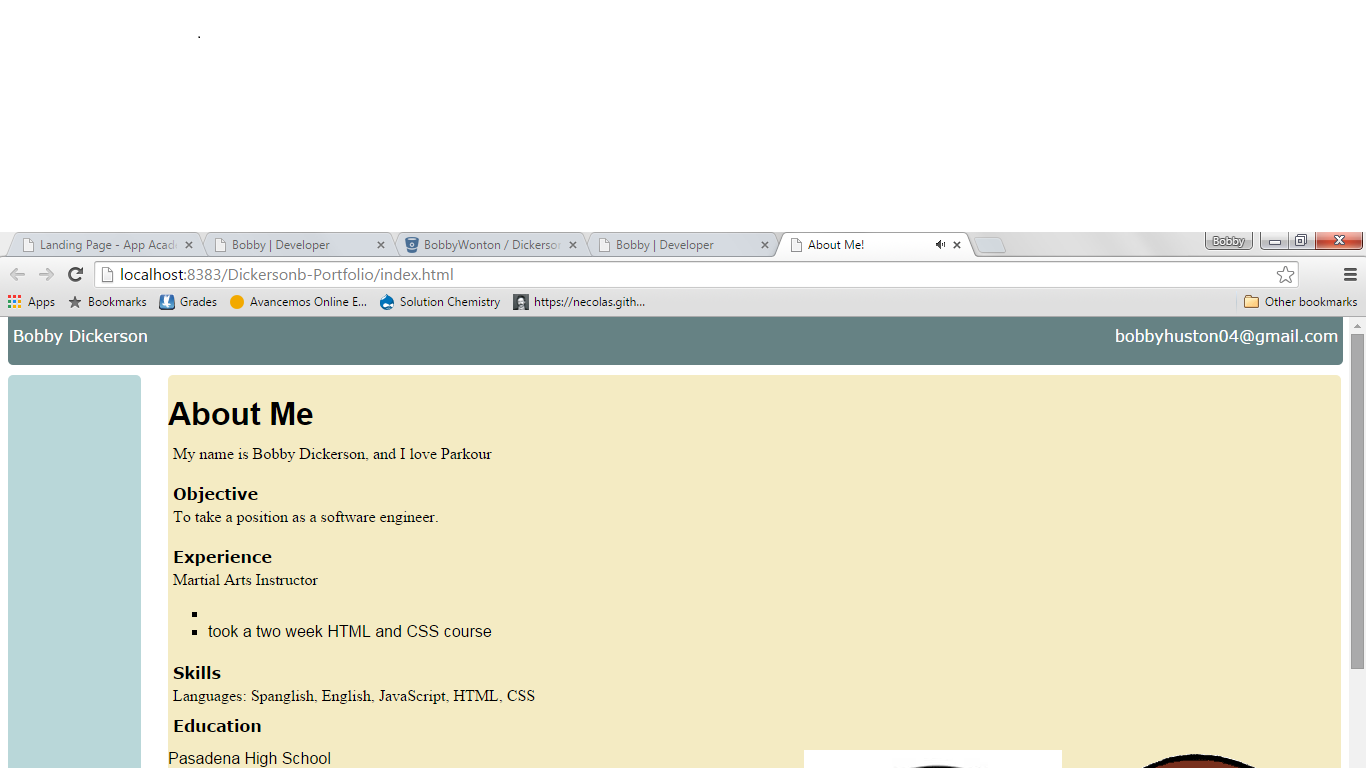 .
Landing Page - App Acad
Bobby | Developer
BobbyWonton / Dickerson
Bobby | Developer
About Me!
Bobby
localhost:8383/Dickersonb-Portfolio/index.html
Apps
Bookmarks
Grades
Avancemos Online E...
Solution Chemistry
https://necolas.gith...
Other bookmarks
Bobby Dickerson
bobbyhuston04@gmail.com
About Me
My name is Bobby Dickerson, and I love Parkour
Objective
To take a position as a software engineer.
Experience
Martial Arts Instructor
took a two week HTML and CSS course
Skills
Languages: Spanglish, English, JavaScript, HTML, CSS
Education
Pasadena High School